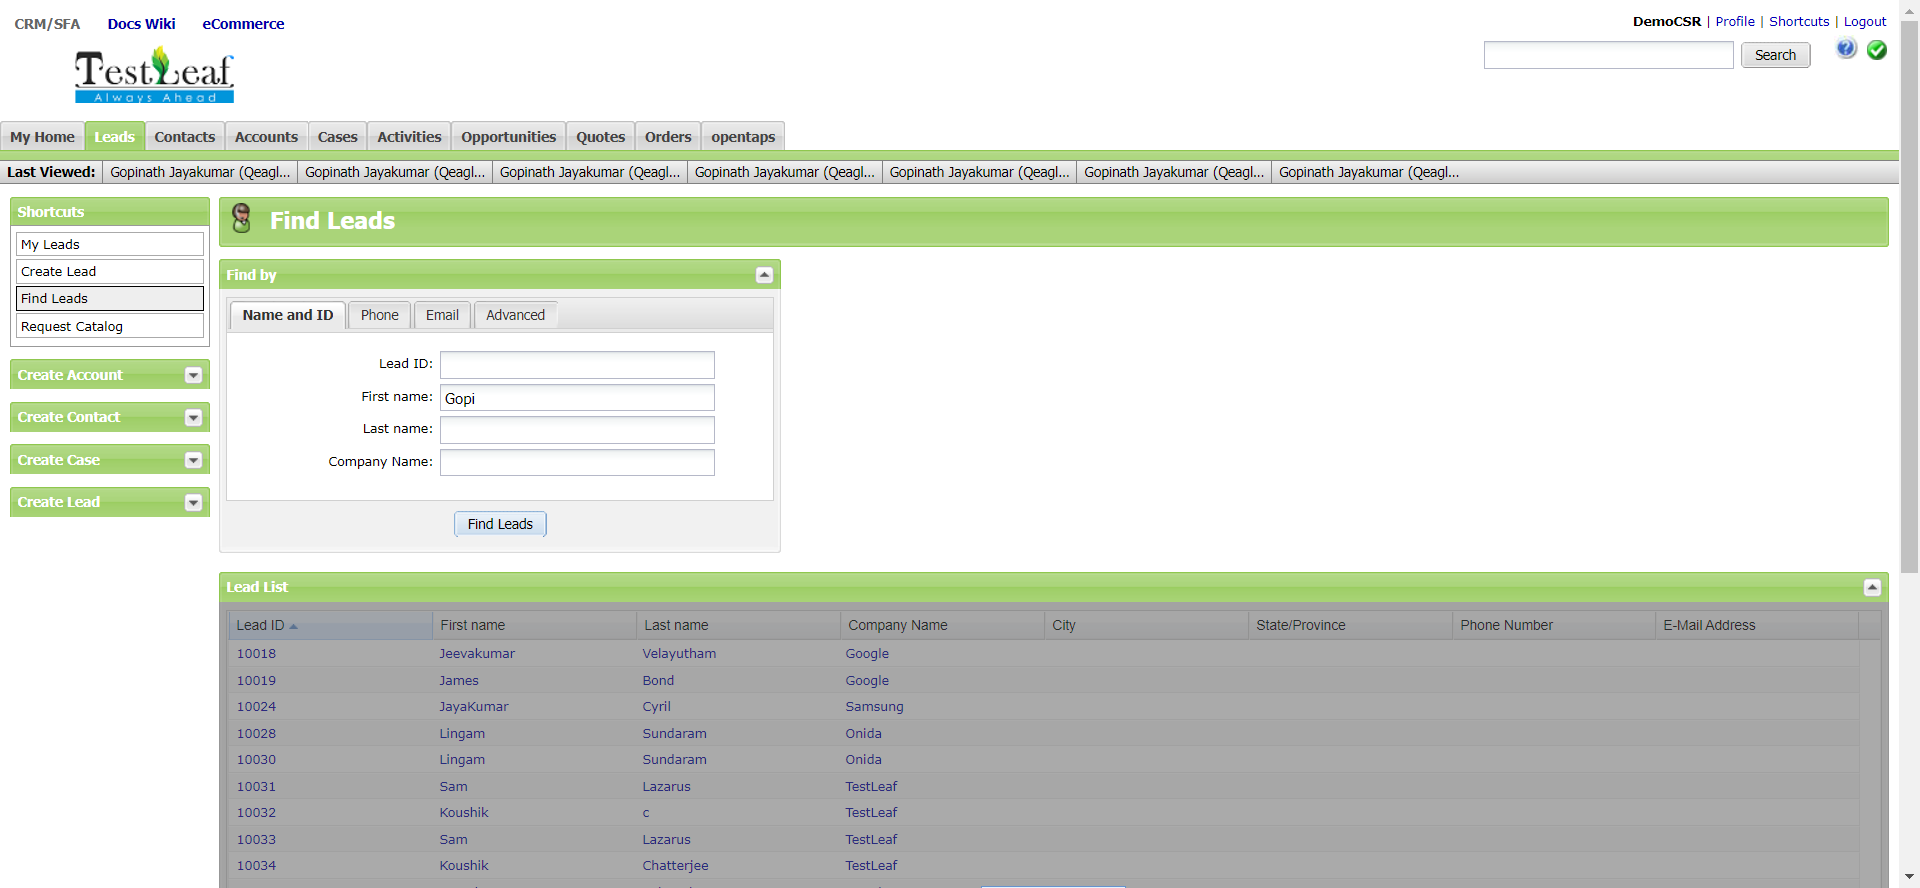 CRM/SFA Docs Wiki eCommerce
DemoCSR | Profile | Shortcuts | Logout
Search
TestLeaf
Always Ahead
My Home Leads Contacts Accounts Cases Activities Opportunities Quotes Orders opentaps
Last Viewed: Gopinath Jayakumar (Qeagl... Gopinath Jayakumar (Qeagl... Gopinath Jayakumar (Qeagl... Gopinath Jayakumar (Qeagl... Gopinath Jayakumar (Qeagl... Gopinath Jayakumar (Qeagl... Gopinath Jayakumar (Qeagl...
Shortcuts
My Leads
Create Lead
Find Leads
Request Catalog
Create Account
Create Contact
Create Case
Create Lead
Find Leads
Find by
Name and ID Phone Email Advanced
Lead ID:
First name: Gopi
Last name:
Company Name:
Find Leads
Lead List
Lead ID First name Last name Company Name City State/Province Phone Number E-Mail Address
10018 Jeevakumar Velayutham Google
10019 James Bond Google
10024 JayaKumar Cyril Samsung
10028 Lingam Sundaram Onida
10030 Lingam Sundaram Onida
10031 Sam Lazarus TestLeaf
10032 Koushik c TestLeaf
10033 Sam Lazarus TestLeaf
10034 Koushik Chatterjee TestLeaf